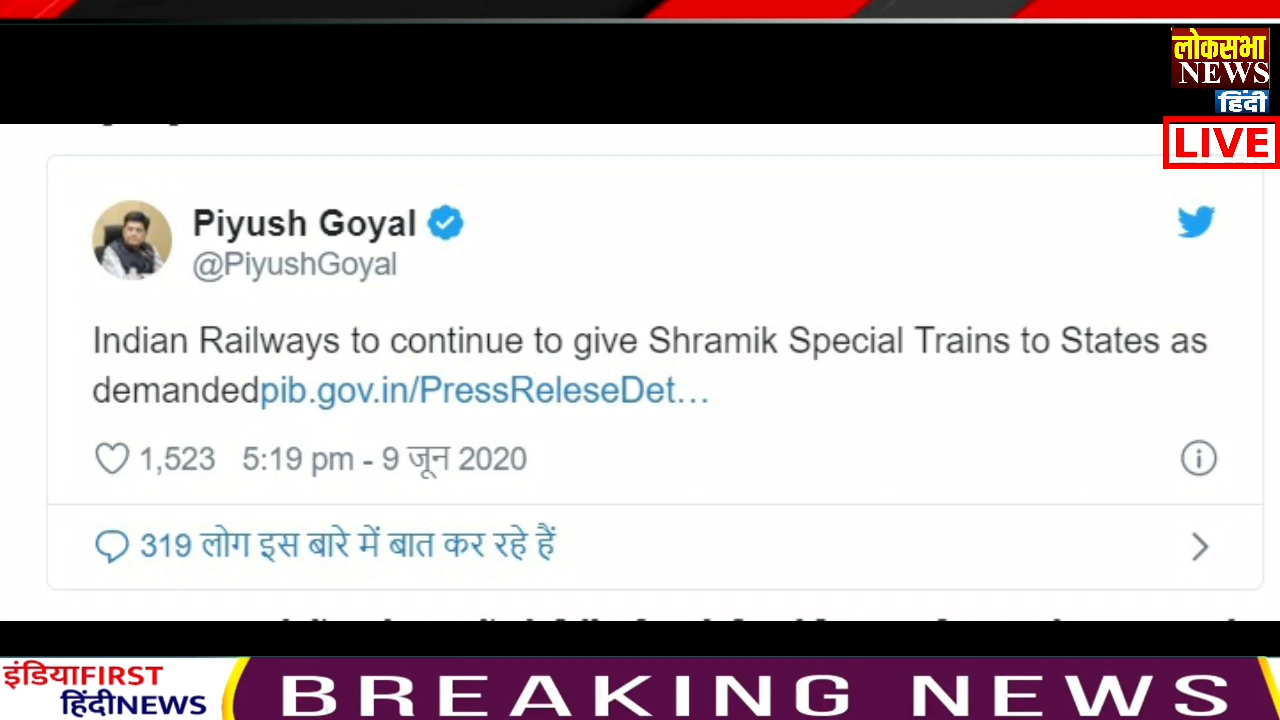 लोकसभा
NEWS
हिंदी
LIVE
Piyush Goyal
@PiyushGoyal
Indian Railways to continue to give Shramik Special Trains to States as
demandedpib.gov.in/PressReleseDet…
1,523 5:19 pm - 9 जून 2020
319 लोग इस बारे में बात कर रहे हैं
इंडियाFIRST
हिंदीNEWS
BREAKING NEWS